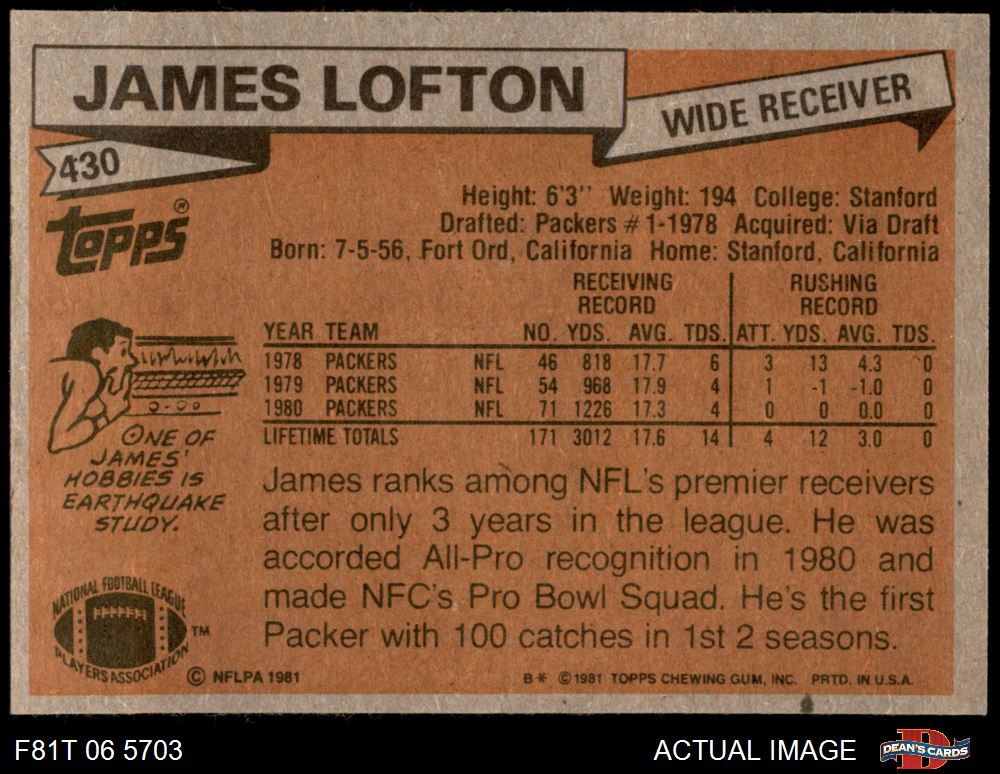 JAMES LOFTON
WIDE RECEIVER
430
Topps®
Height: 6'3'' Weight: 194 College: Stanford
Drafted: Packers #1-1978 Acquired: Via Draft
Born: 7-5-56, Fort Ord, California Home: Stanford, California
RECEIVING RECORD RUSHING RECORD
YEAR TEAM NO. YDS. AVG. TDS. ATT. YDS. AVG. TDS.
1978 PACKERS NFL 46 818 17.7 6 3 13 4.3 0
1979 PACKERS NFL 54 968 17.9 4 1 -1 -1.0 0
1980 PACKERS NFL 71 1226 17.3 4 0 0 0.0 0
LIFETIME TOTALS 171 3012 17.6 14 4 12 3.0 0
ONE OF
JAMES'
HOBBIES IS
EARTHQUAKE
STUDY.
James ranks among NFL's premier receivers
after only 3 years in the league. He was
accorded All-Pro recognition in 1980 and
made NFC's Pro Bowl Squad. He's the first
Packer with 100 catches in 1st 2 seasons.
NATIONAL FOOTBALL LEAGUE
PLAYERS ASSOCIATION
TM
© NFLPA 1981
B* © 1981 TOPPS CHEWING GUM, INC. PRTD. IN U.S.A.
F81T 06 5703
ACTUAL IMAGE
DEAN'S CARDS